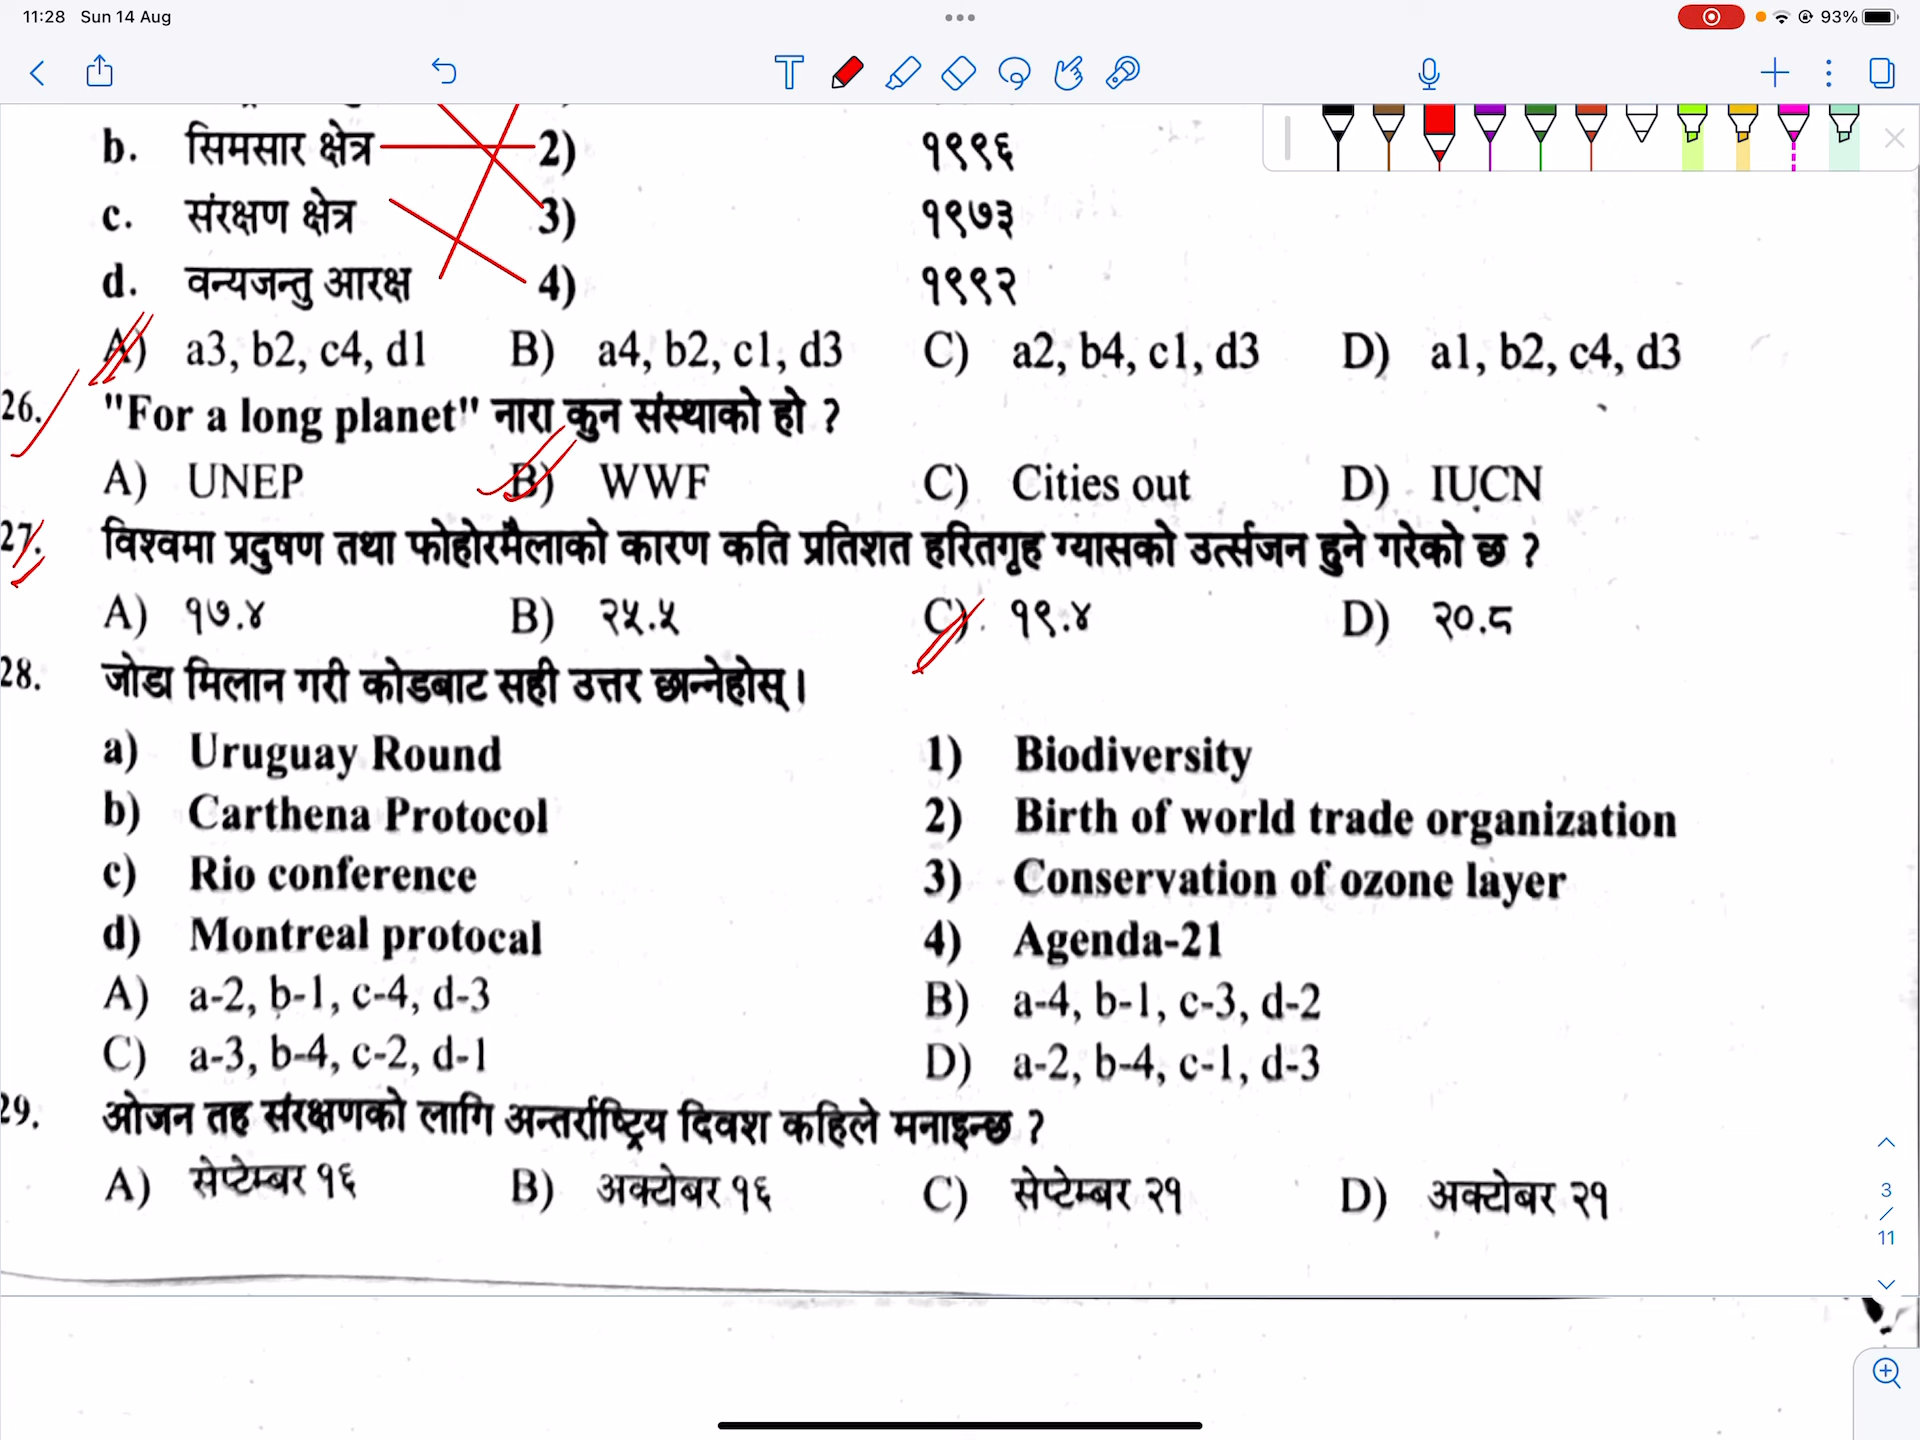 11:28 Sun 14 Aug
93%
b. सिमसार क्षेत्र 2) १९९६
c. संरक्षण क्षेत्र 3) १९७३
d. वन्यजन्तु आरक्ष 4) १९९२
A) a3, b2, c4, d1 B) a4, b2, c1, d3 C) a2, b4, c1, d3 D) a1, b2, c4, d3
26. "For a long planet" नारा कुन संस्थाको हो ?
A) UNEP B) WWF C) Cities out D) IUCN
27. विश्वमा प्रदुषण तथा फोहोरमैलाको कारण कति प्रतिशत हरितगृह ग्यासको उर्त्सजन हुने गरेको छ ?
A) १७.४ B) २५.५ C) १९.४ D) २०.८
28. जोडा मिलान गरी कोडबाट सही उत्तर छान्नेहोस् ।
a) Uruguay Round 1) Biodiversity
b) Carthena Protocol 2) Birth of world trade organization
c) Rio conference 3) Conservation of ozone layer
d) Montreal protocal 4) Agenda-21
A) a-2, b-1, c-4, d-3 B) a-4, b-1, c-3, d-2
C) a-3, b-4, c-2, d-1 D) a-2, b-4, c-1, d-3
29. ओजन तह संरक्षणको लागि अन्तर्राष्ट्रिय दिवश कहिले मनाइन्छ ?
A) सेप्टेम्बर १६ B) अक्टोबर १६ C) सेप्टेम्बर २१ D) अक्टोबर २१
3
/
11